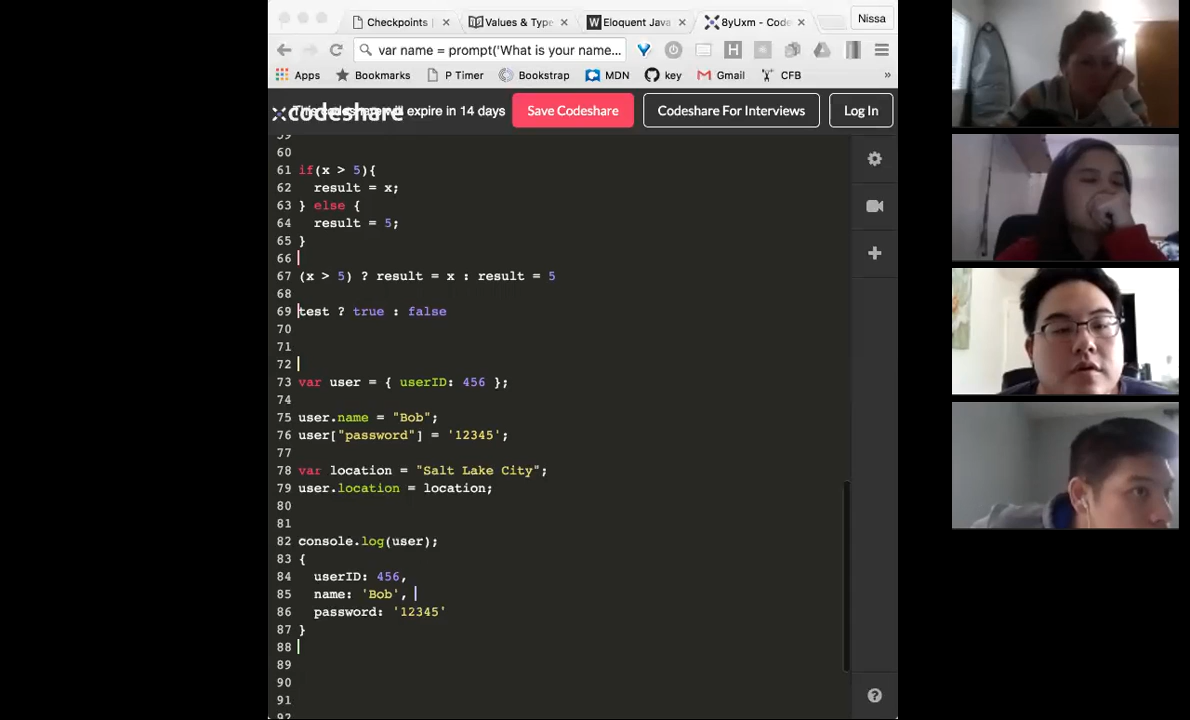 Checkpoints
Values & Type
Eloquent Java
8yUxm - Code
Nissa
var name = prompt('What is your name...
Apps
Bookmarks
P Timer
Bootstrap
MDN
key
Gmail
CFB
»
codeshare
will expire in 14 days
Save Codeshare
Codeshare For Interviews
Log In
59
60
61 if(x > 5){
62 result = x;
63 } else {
64 result = 5;
65 }
66
67 (x > 5) ? result = x : result = 5
68
69 test ? true : false
70
71
72
73 var user = { userID: 456 };
74
75 user.name = "Bob";
76 user["password"] = '12345';
77
78 var location = "Salt Lake City";
79 user.location = location;
80
81
82 console.log(user);
83 {
84 userID: 456,
85 name: 'Bob',
86 password: '12345'
87 }
88
89
90
91
92